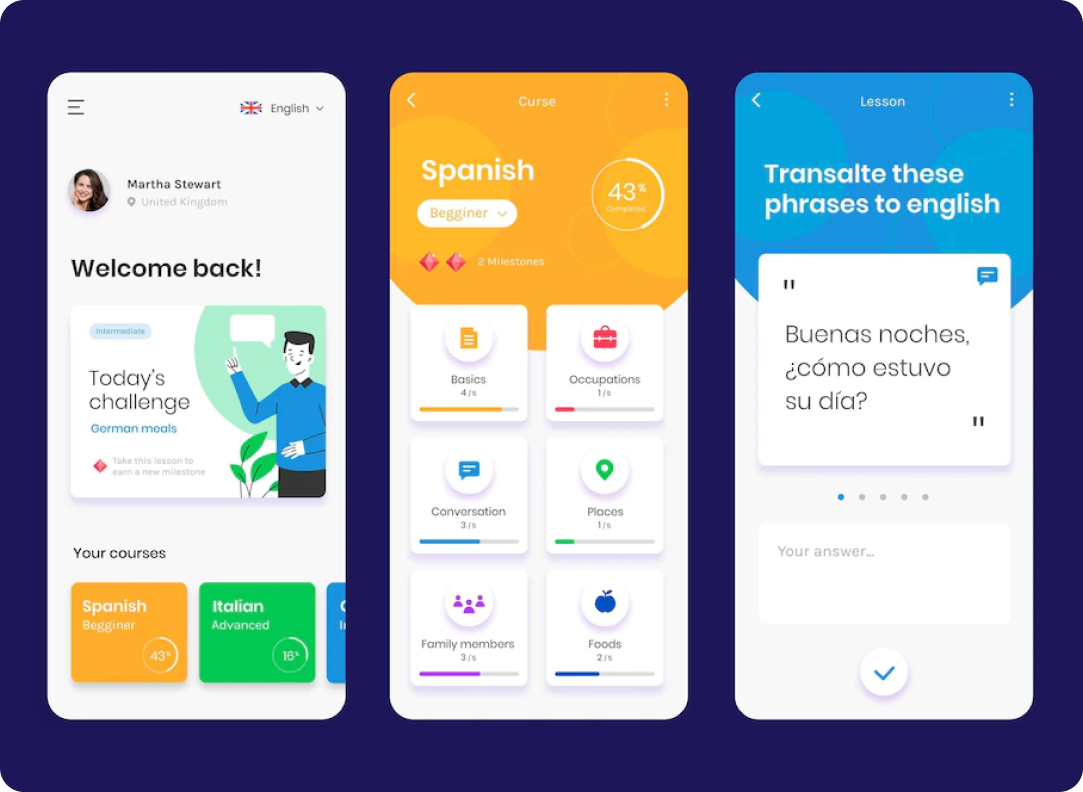 English
Martha Stewart
United Kingdom
Welcome back!
Intermediate
Today's
challenge
German meals
Take this lesson to
earn a new milestone
Your courses
Spanish
Begginer
43%
Italian
Advanced
16%
Curse
Spanish
Begginer
43%
Completed
2 Milestones
Basics
4/5
Occupations
1/5
Conversation
3/5
Places
1/5
Family members
3/5
Foods
2/5
Lesson
Transalte these
phrases to english
"
Buenas noches,
¿cómo estuvo
su día?
"
Your answer...